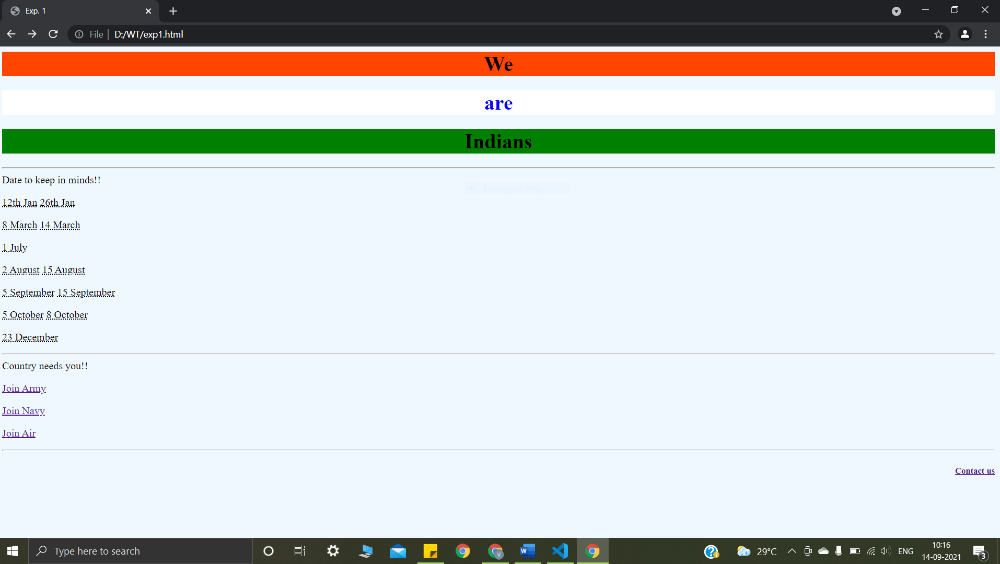 Exp. 1
File | D:/WT/exp1.html
We
are
Indians
Date to keep in minds!!
Rectangular Snip
12th Jan 26th Jan
8 March 14 March
1 July
2 August 15 August
5 September 15 September
5 October 8 October
23 December
Country needs you!!
Join Army
Join Navy
Join Air
Contact us
Type here to search
29°C
ENG
10:16
14-09-2021
3